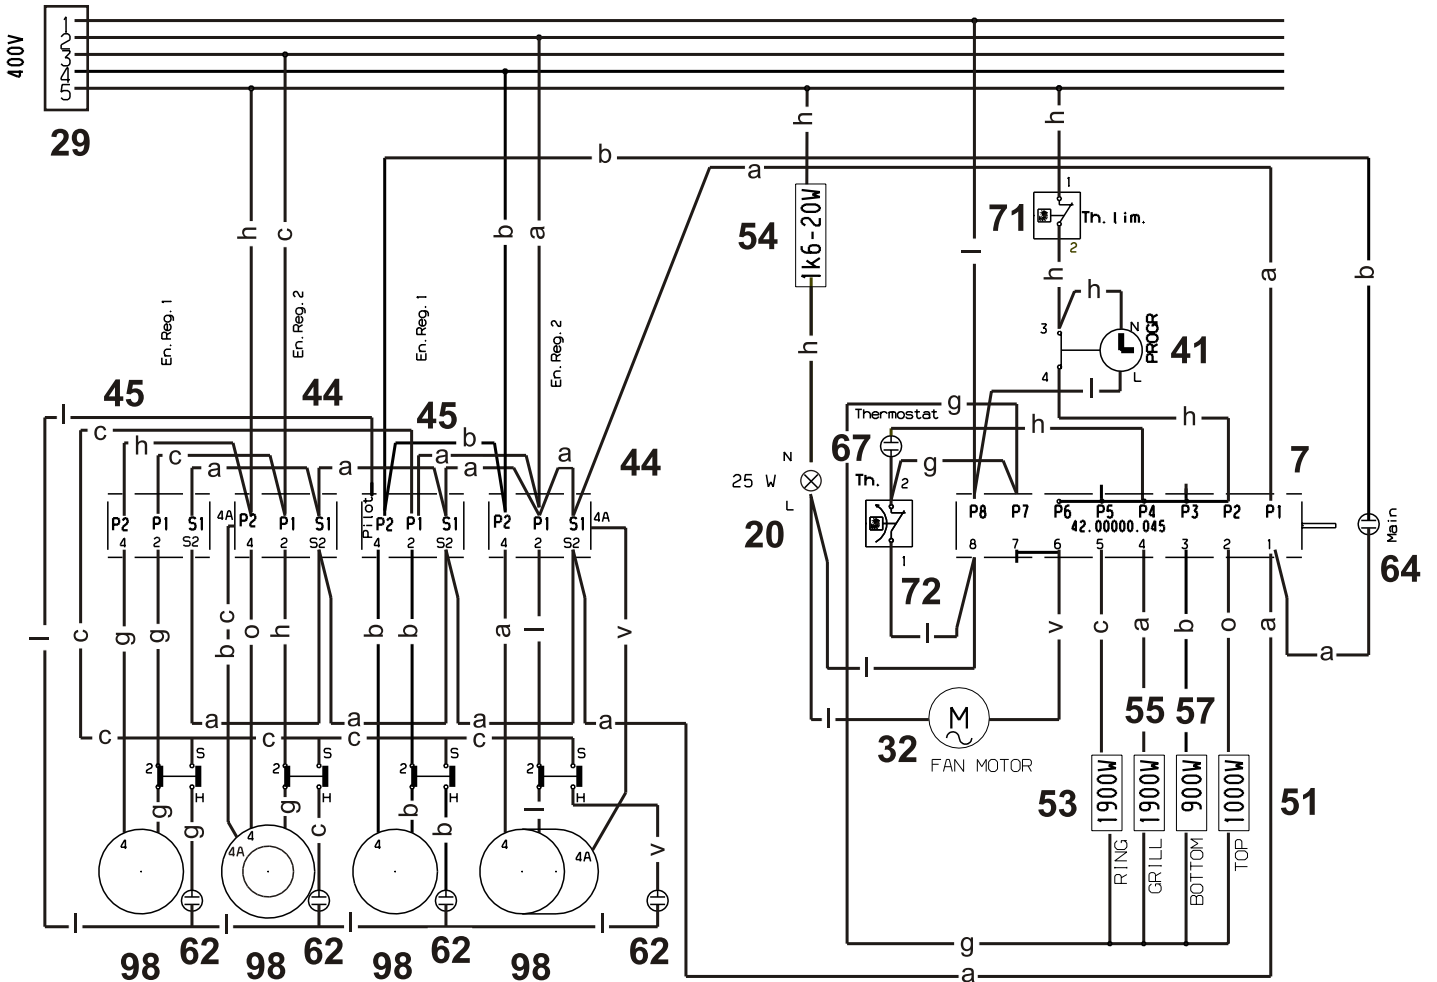 400V
1
2
3
4
5
29
h
c
b
a
h
h
l
b
a
54
1k6-20W
71
1
Th. lim.
2
h
h
a
b
En. Reg. 1
En. Reg. 2
En. Reg. 1
En. Reg. 2
h
3
N
PROGR
41
4
L
l
45
44
45
44
l
c
h
c
a
a
b
a
a
a
g
Thermostat
h
h
67
g
7
N
25 W
L
20
Th.
2
1
72
Pilot
P2 P1 S1
4 2 S2
4A P2 P1 S1
4 2 S2
P2 P1 S1
4 2 S2
P2 P1 S1 4A
4 2 S2
P8 P7 P6 P5 P4 P3 P2 P1
42.00000.045
8 7 6 5 4 3 2 1
Main
64
l
c
g
g
b-c
o
h
b
b
a
l
v
l
l
v
c
a
b
o
a
a
a
a
a
a
c
c
c
c
l
M
32
FAN MOTOR
55
57
2
S
H
2
S
H
2
S
H
2
S
H
g
g
g
c
b
b
l
v
53
1900W
1900W
900W
1000W
51
RING
GRILL
BOTTOM
TOP
4
4
4A
4
4
4A
l
l
l
l
g
a
98
62
98
62
98
62
98
62